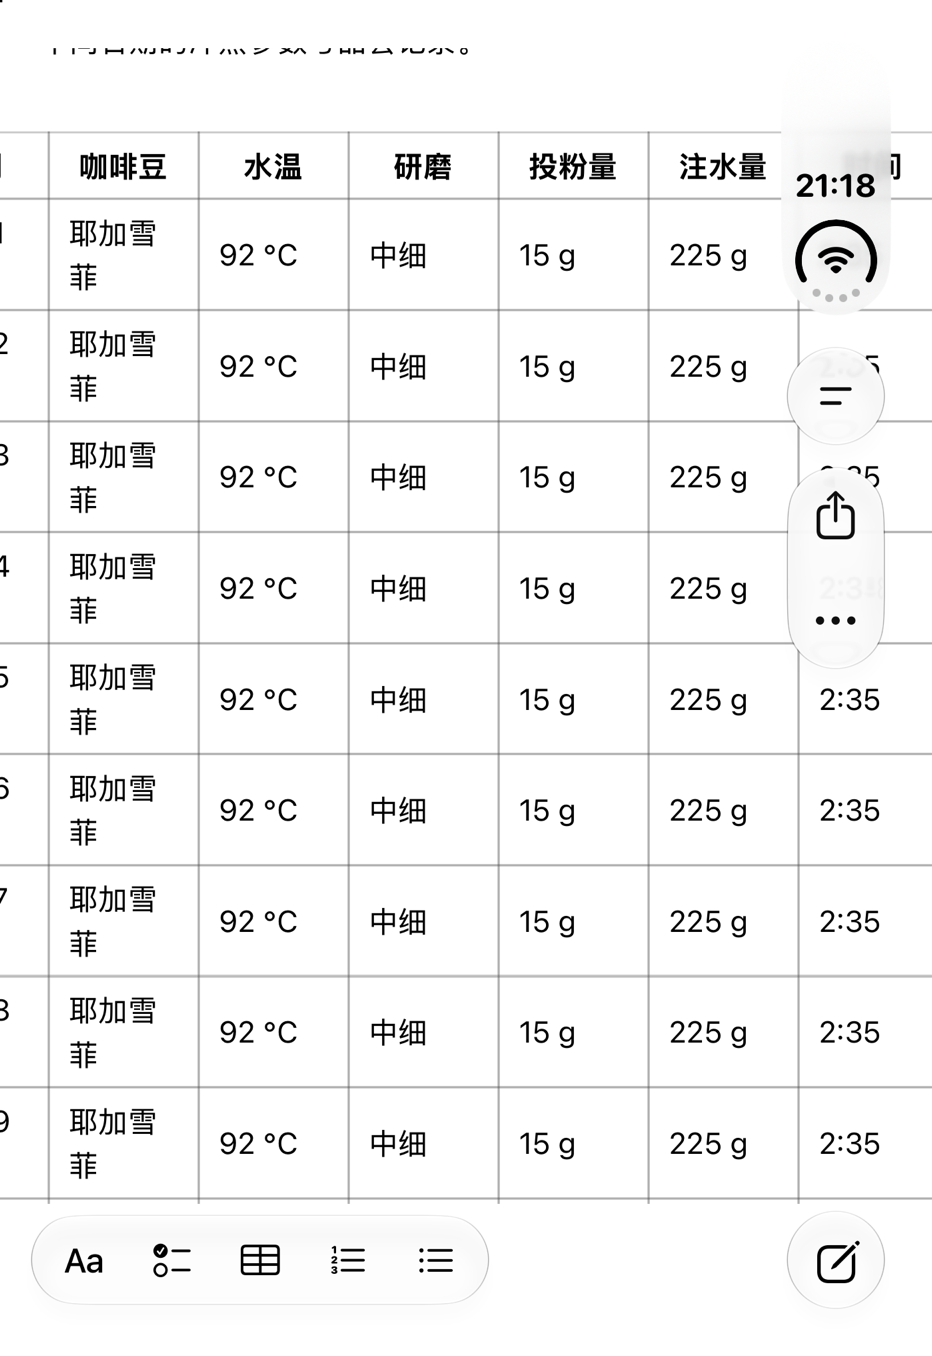 咖啡豆 水温 研磨 投粉量 注水量
21:18
耶加雪菲 92 °C 中细 15 g 225 g
2 耶加雪菲 92 °C 中细 15 g 225 g
3 耶加雪菲 92 °C 中细 15 g 225 g
4 耶加雪菲 92 °C 中细 15 g 225 g
5 耶加雪菲 92 °C 中细 15 g 225 g 2:35
6 耶加雪菲 92 °C 中细 15 g 225 g 2:35
7 耶加雪菲 92 °C 中细 15 g 225 g 2:35
8 耶加雪菲 92 °C 中细 15 g 225 g 2:35
9 耶加雪菲 92 °C 中细 15 g 225 g 2:35
Aa